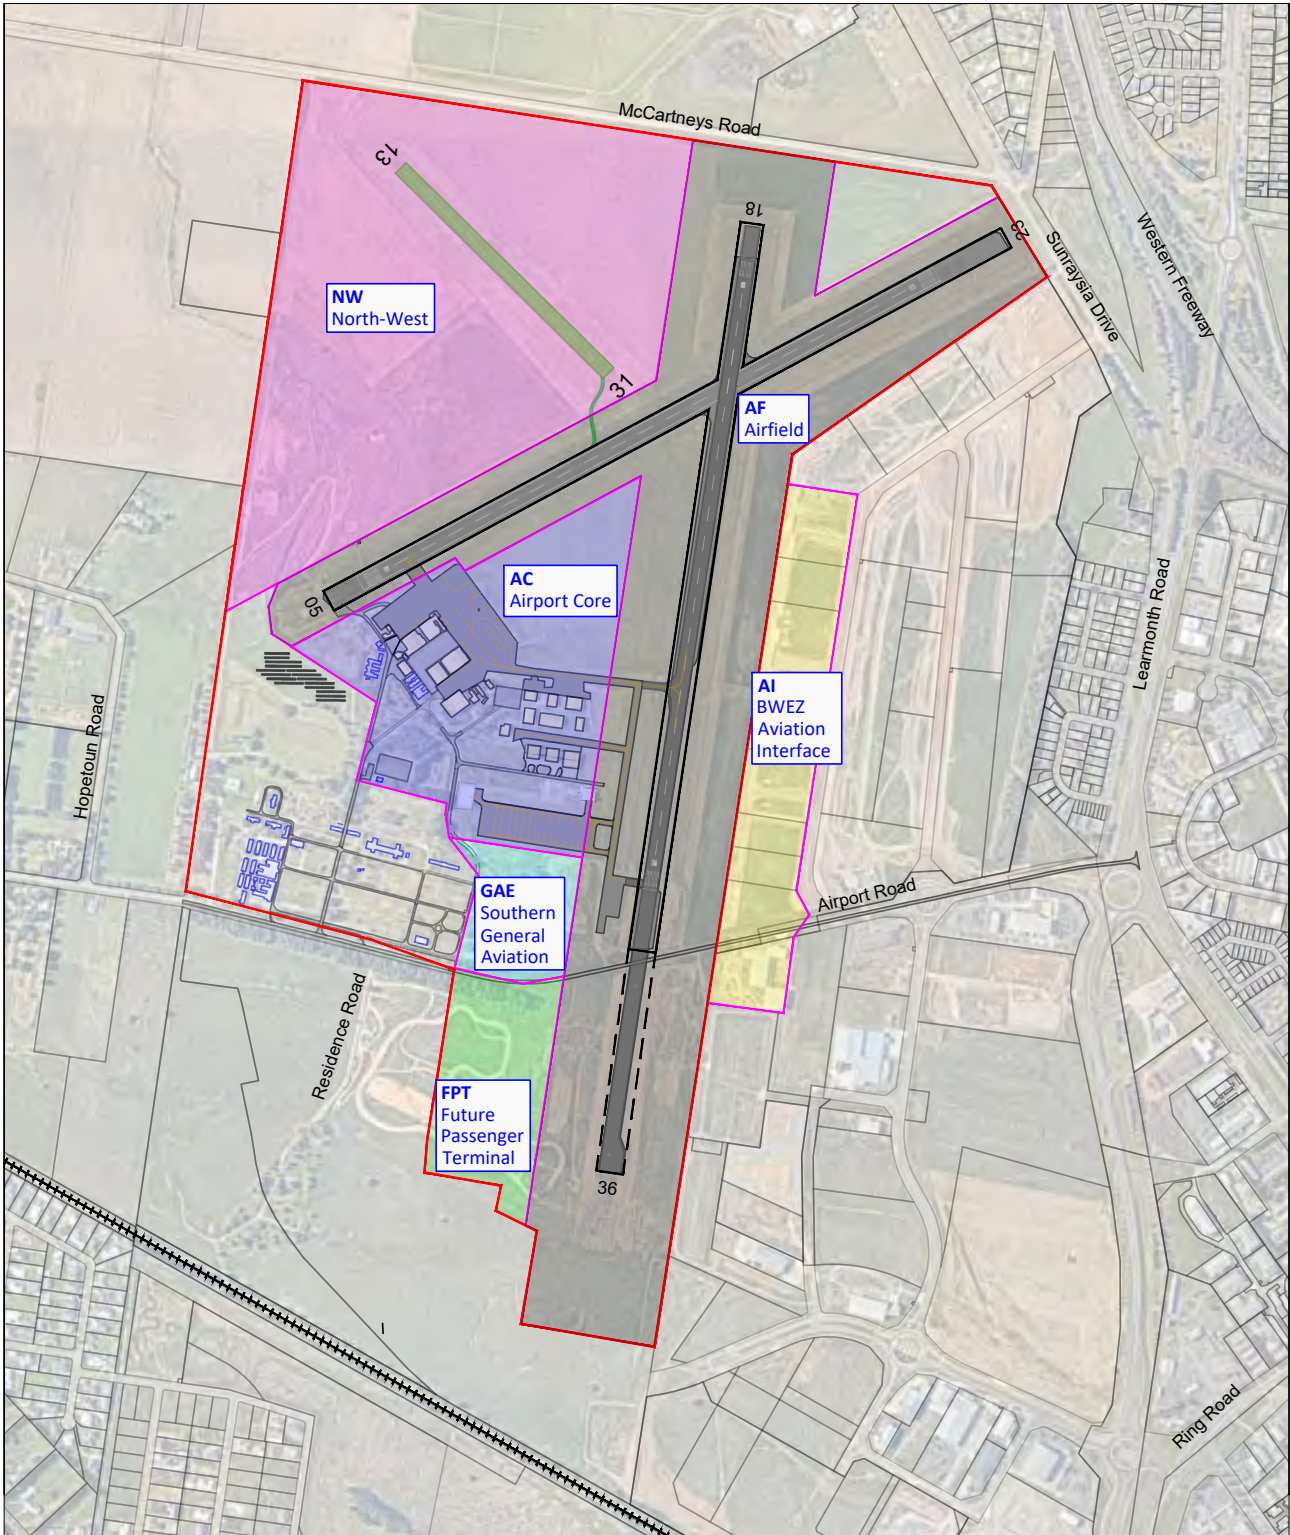 McCartneys Road
13
18
23
Sunraysia Drive
Western Freeway
NW
North-West
31
AF
Airfield
AC
Airport Core
05
Learmonth Road
AI
BWEZ
Aviation
Interface
Hopetoun Road
GAE
Southern
General
Aviation
Airport Road
Residence Road
FPT
Future
Passenger
Terminal
36
Ring Road